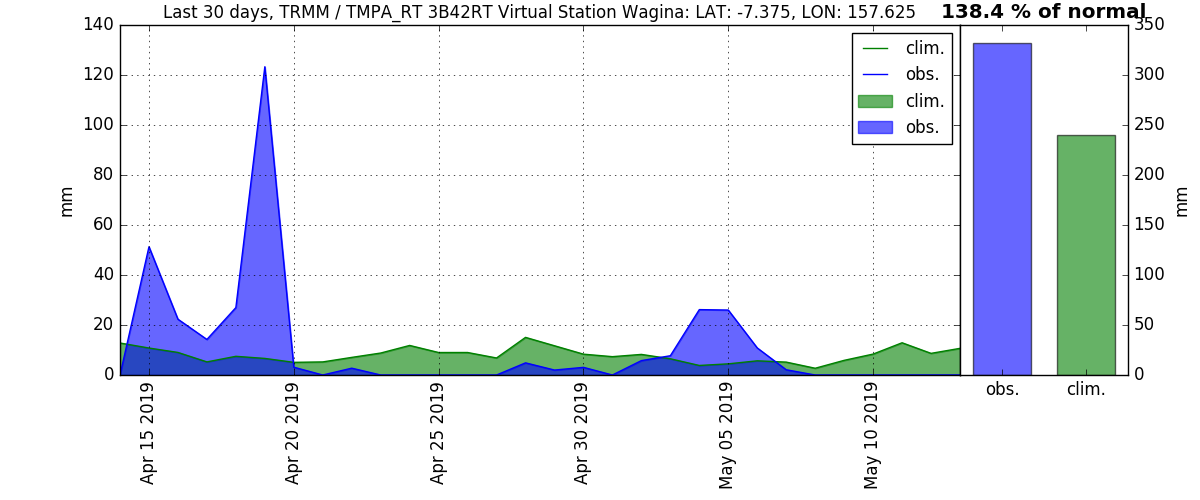 Last 30 days, TRMM / TMPA_RT 3B42RT Virtual Station Wagina: LAT: -7.375, LON: 157.625
138.4 % of normal
140
120
100
80
60
40
20
0
mm
clim.
obs.
clim.
obs.
350
300
250
200
150
100
50
0
mm
Apr 15 2019
Apr 20 2019
Apr 25 2019
Apr 30 2019
May 05 2019
May 10 2019
obs.
clim.